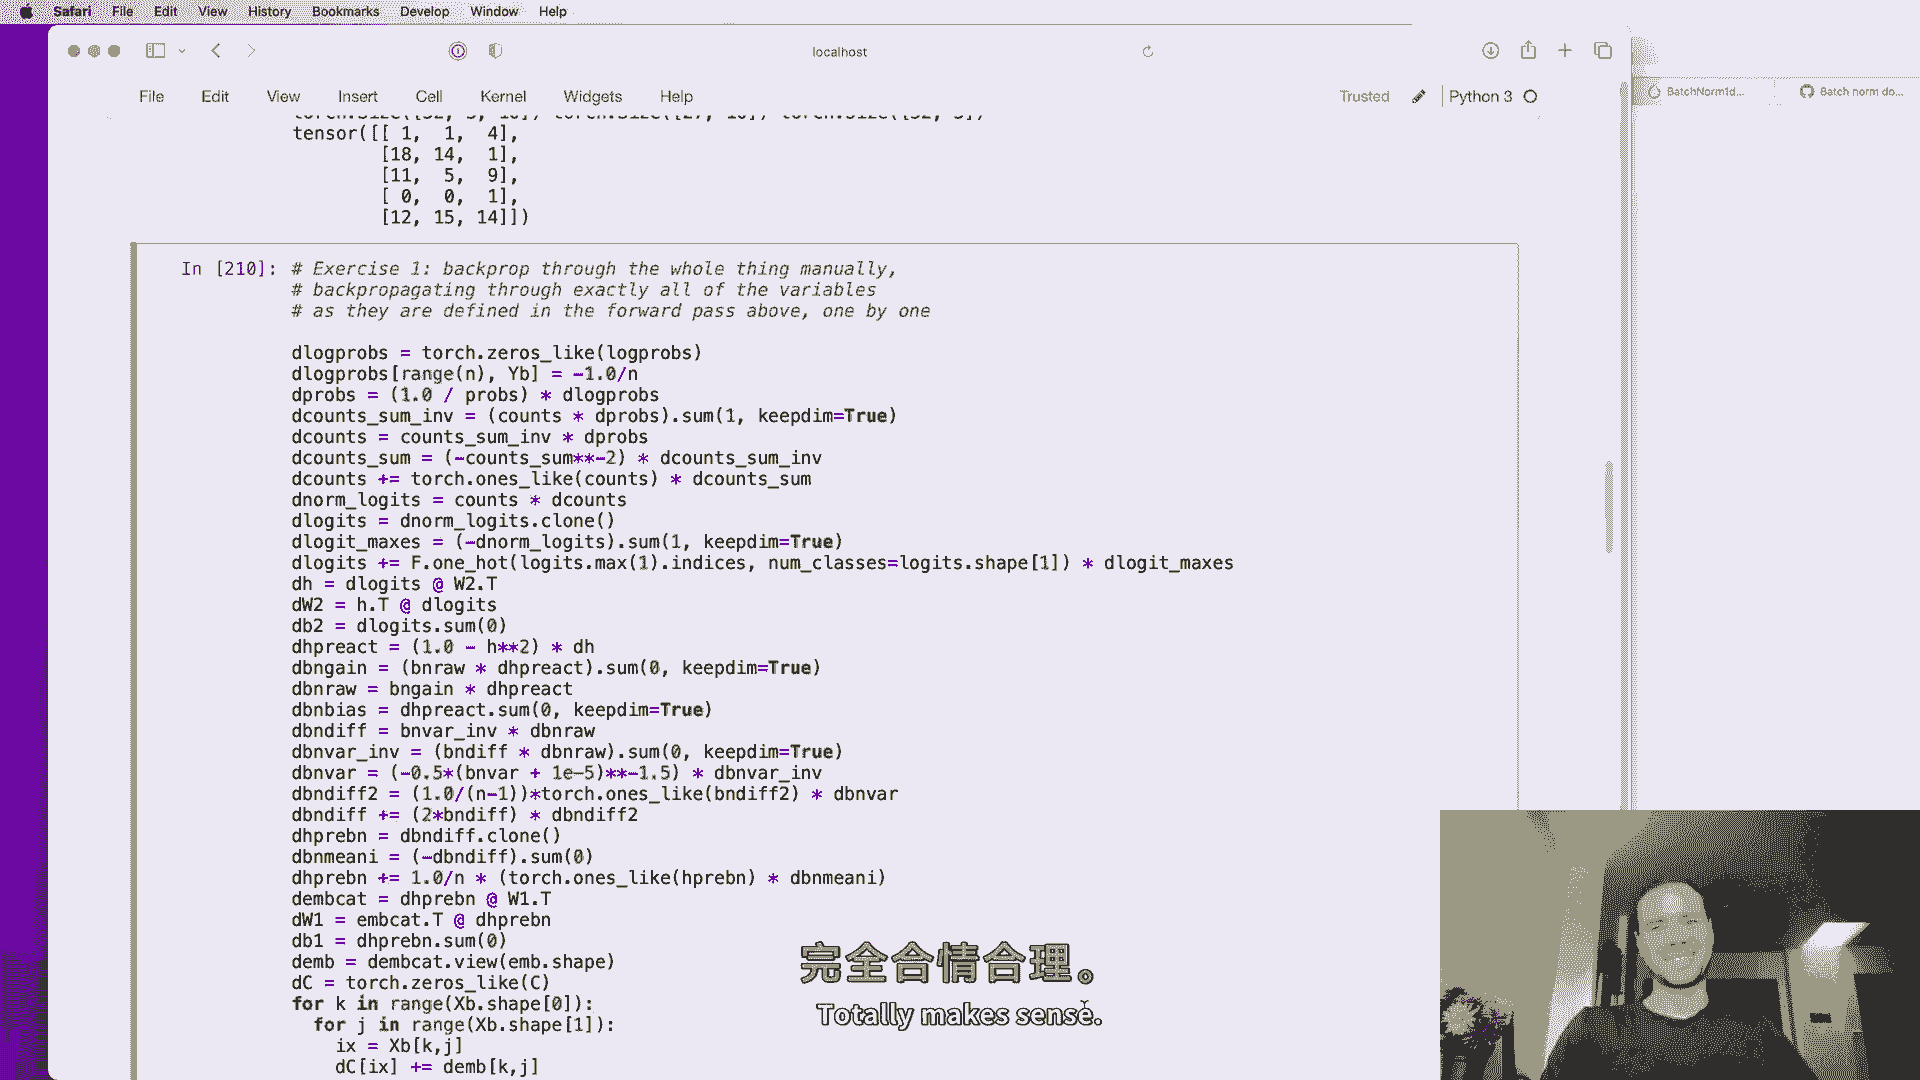 Safari File Edit View History Bookmarks Develop Window Help
localhost
BatchNorm1d... Batch norm do...
File Edit View Insert Cell Kernel Widgets Help
Trusted Python 3
tensor([[ 1, 1, 4],
[18, 14, 1],
[11, 5, 9],
[ 0, 0, 1],
[12, 15, 14]])
In [210]: # Exercise 1: backprop through the whole thing manually,
# backpropagating through exactly all of the variables
# as they are defined in the forward pass above, one by one
dlogprobs = torch.zeros_like(logprobs)
dlogprobs[range(n), Yb] = -1.0/n
dprobs = (1.0 / probs) * dlogprobs
dcounts_sum_inv = (counts * dprobs).sum(1, keepdim=True)
dcounts = counts_sum_inv * dprobs
dcounts_sum = (-counts_sum**-2) * dcounts_sum_inv
dcounts += torch.ones_like(counts) * dcounts_sum
dnorm_logits = counts * dcounts
dlogits = dnorm_logits.clone()
dlogit_maxes = (-dnorm_logits).sum(1, keepdim=True)
dlogits += F.one_hot(logits.max(1).indices, num_classes=logits.shape[1]) * dlogit_maxes
dh = dlogits @ W2.T
dW2 = h.T @ dlogits
db2 = dlogits.sum(0)
dhpreact = (1.0 - h**2) * dh
dbngain = (bnraw * dhpreact).sum(0, keepdim=True)
dbnraw = bngain * dhpreact
dbnbias = dhpreact.sum(0, keepdim=True)
dbndiff = bnvar_inv * dbnraw
dbnvar_inv = (bndiff * dbnraw).sum(0, keepdim=True)
dbnvar = (-0.5*(bnvar + 1e-5)**-1.5) * dbnvar_inv
dbndiff2 = (1.0/(n-1))*torch.ones_like(bndiff2) * dbnvar
dbndiff += (2*bndiff) * dbndiff2
dhprebn = dbndiff.clone()
dbnmeani = (-dbndiff).sum(0)
dhprebn += 1.0/n * (torch.ones_like(hprebn) * dbnmeani)
dembcat = dhprebn @ W1.T
dW1 = embcat.T @ dhprebn
db1 = dhprebn.sum(0)
demb = dembcat.view(emb.shape)
dC = torch.zeros_like(C)
for k in range(Xb.shape[0]):
for j in range(Xb.shape[1]):
ix = Xb[k,j]
dC[ix] += demb[k,j]
完全合情合理。
Totally makes sense.